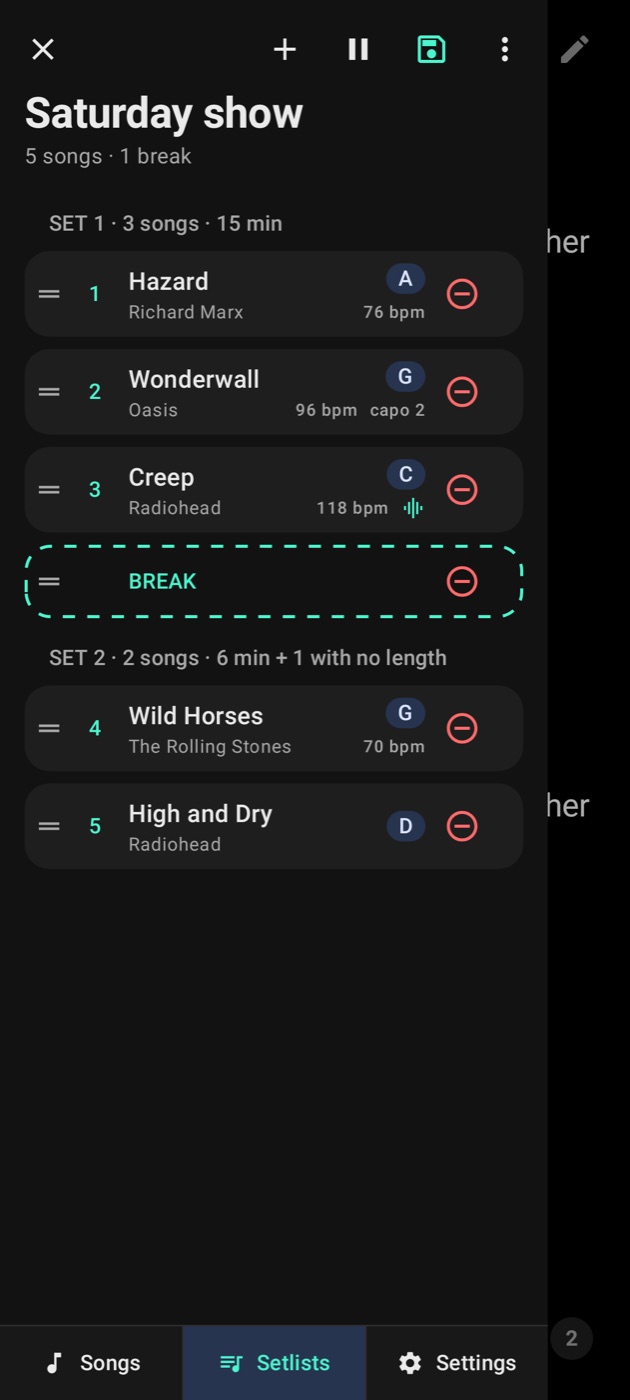 Saturday show
5 songs · 1 break
SET 1 · 3 songs · 15 min
1 Hazard A
Richard Marx 76 bpm
2 Wonderwall G
Oasis 96 bpm capo 2
3 Creep C
Radiohead 118 bpm
BREAK
SET 2 · 2 songs · 6 min + 1 with no length
4 Wild Horses G
The Rolling Stones 70 bpm
5 High and Dry D
Radiohead
her
her
2
Songs Setlists Settings